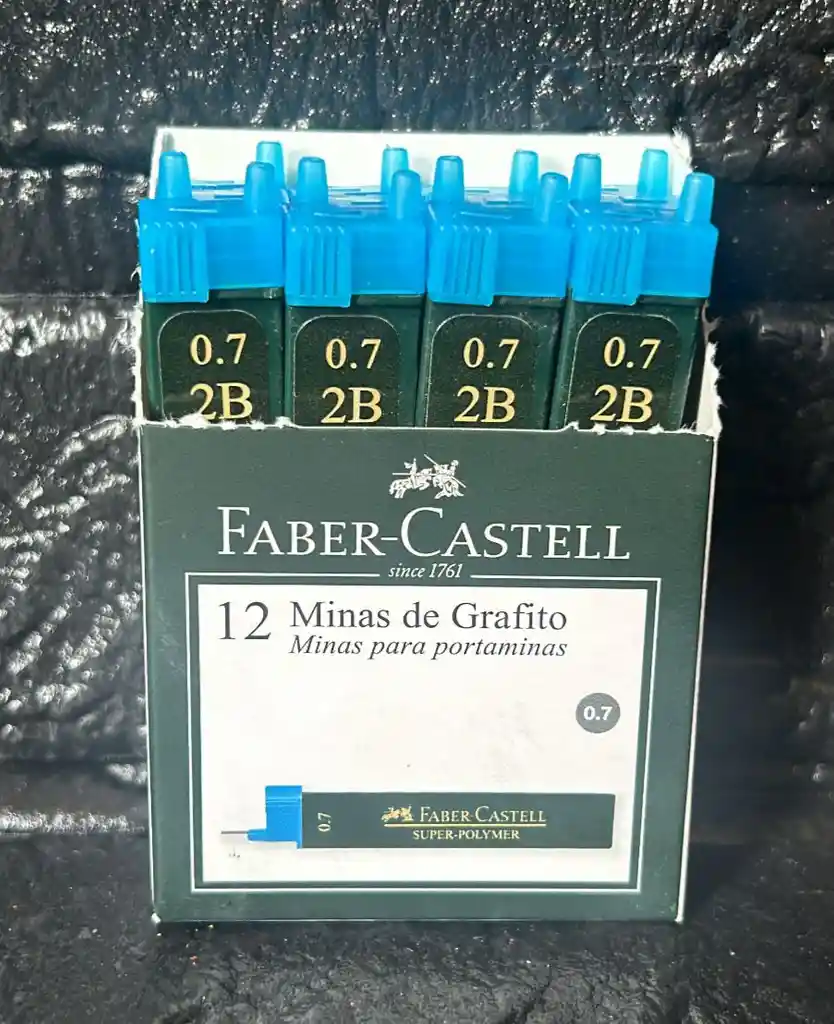 0.7 0.7 0.7 0.7
2B 2B 2B 2B
FABER-CASTELL
since 1761
12 Minas de Grafito
Minas para portaminas
0.7
0.7
FABER-CASTELL
SUPER-POLYMER